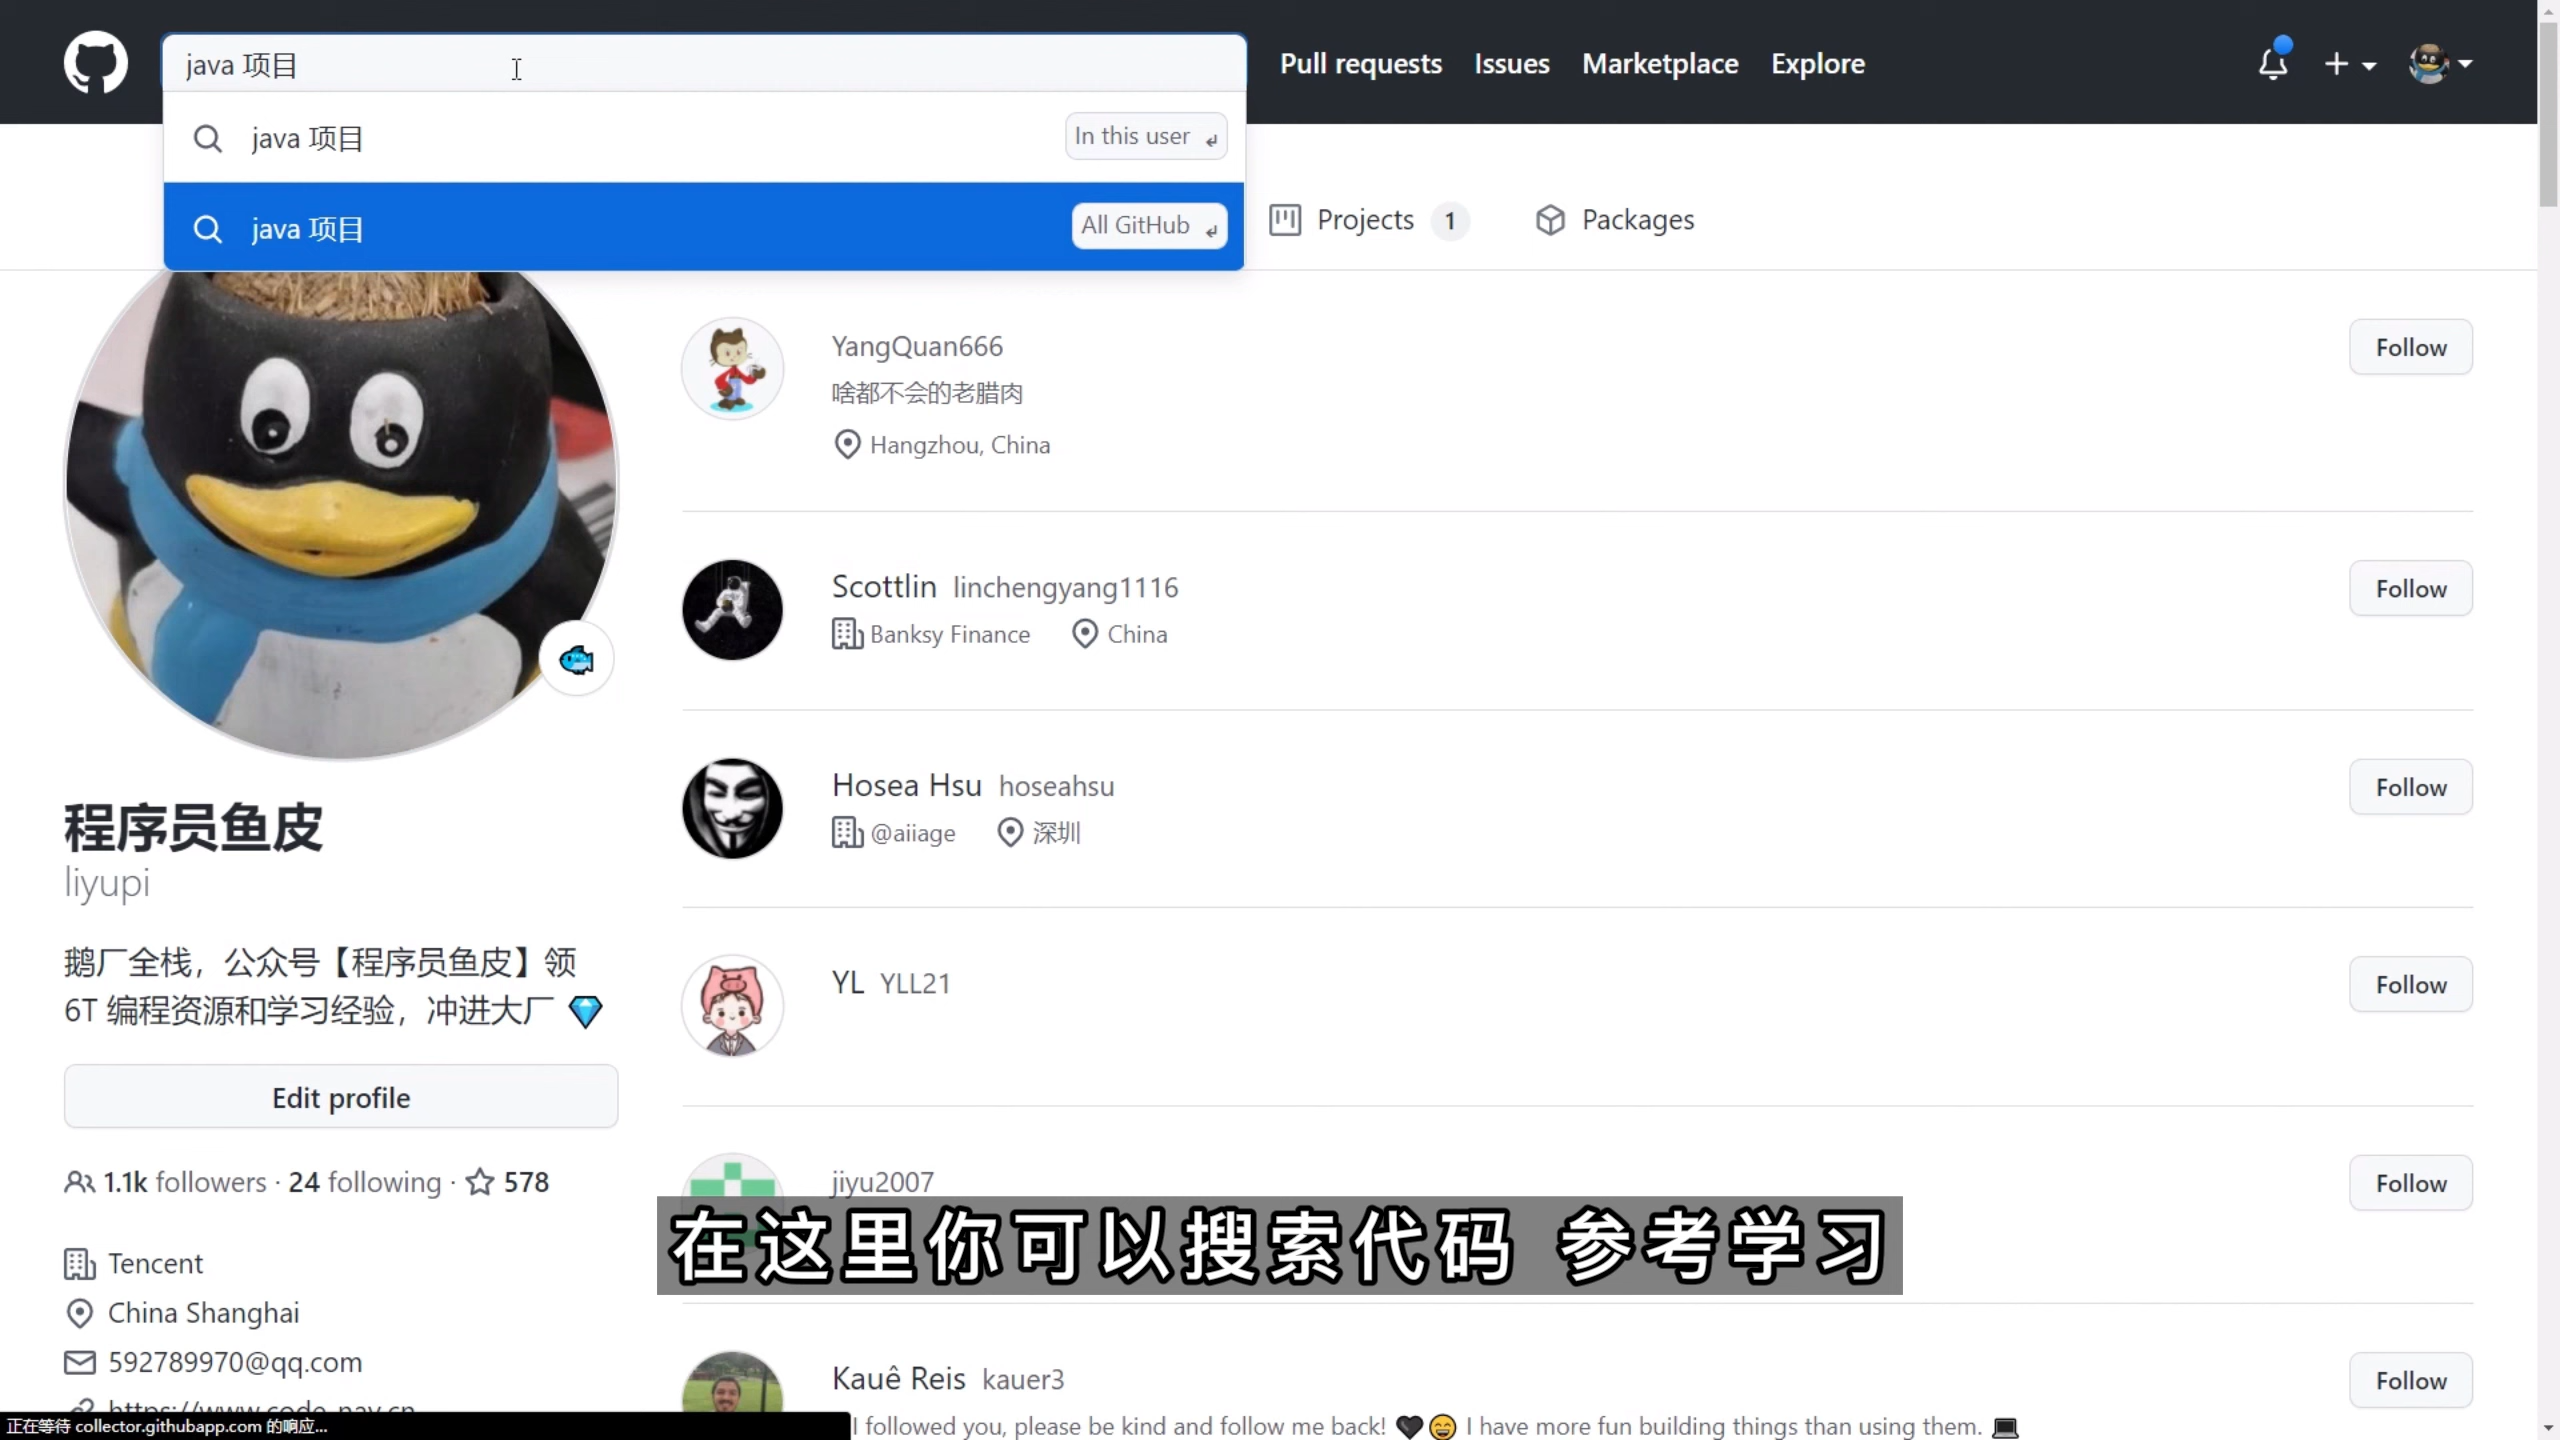 java 项目
Pull requests Issues Marketplace Explore
java 项目 In this user
java 项目 All GitHub
Projects 1 Packages
YangQuan666
啥都不会的老腊肉
Hangzhou, China
Follow
Scottlin linchengyang1116
Banksy Finance China
Follow
Hosea Hsu hoseahsu
@aiiage 深圳
Follow
YL YLL21
Follow
jiyu2007
Follow
Kauê Reis kauer3
I followed you, please be kind and follow me back! 🖤😄 I have more fun building things than using them. 💻
Follow
程序员鱼皮
liyupi
鹅厂全栈，公众号【程序员鱼皮】领
6T 编程资源和学习经验，冲进大厂 💎
Edit profile
1.1k followers · 24 following · 578
Tencent
China Shanghai
592789970@qq.com
https://www.code-nav.cn
在这里你可以搜索代码 参考学习
正在等待 collector.githubapp.com 的响应...